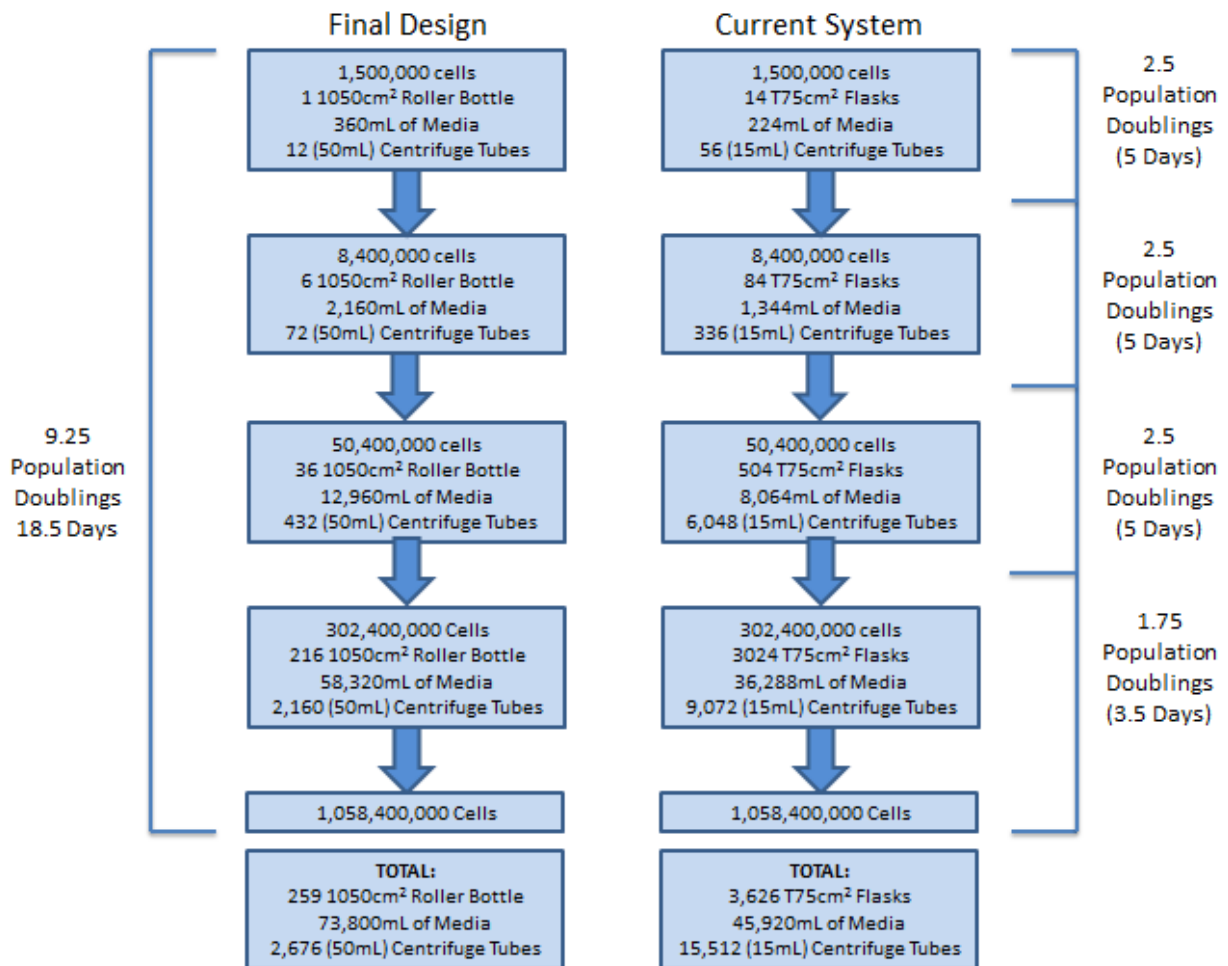 Final Design
1,500,000 cells
1 1050cm² Roller Bottle
360mL of Media
12 (50mL) Centrifuge Tubes
8,400,000 cells
6 1050cm² Roller Bottle
2,160mL of Media
72 (50mL) Centrifuge Tubes
50,400,000 cells
36 1050cm² Roller Bottle
12,960mL of Media
432 (50mL) Centrifuge Tubes
302,400,000 Cells
216 1050cm² Roller Bottle
58,320mL of Media
2,160 (50mL) Centrifuge Tubes
1,058,400,000 Cells
TOTAL:
259 1050cm² Roller Bottle
73,800mL of Media
2,676 (50mL) Centrifuge Tubes
9.25
Population
Doublings
18.5 Days
Current System
1,500,000 cells
14 T75cm² Flasks
224mL of Media
56 (15mL) Centrifuge Tubes
8,400,000 cells
84 T75cm² Flasks
1,344mL of Media
336 (15mL) Centrifuge Tubes
50,400,000 cells
504 T75cm² Flasks
8,064mL of Media
6,048 (15mL) Centrifuge Tubes
302,400,000 cells
3024 T75cm² Flasks
36,288mL of Media
9,072 (15mL) Centrifuge Tubes
1,058,400,000 Cells
TOTAL:
3,626 T75cm² Flasks
45,920mL of Media
15,512 (15mL) Centrifuge Tubes
2.5
Population
Doublings
(5 Days)
2.5
Population
Doublings
(5 Days)
2.5
Population
Doublings
(5 Days)
1.75
Population
Doublings
(3.5 Days)